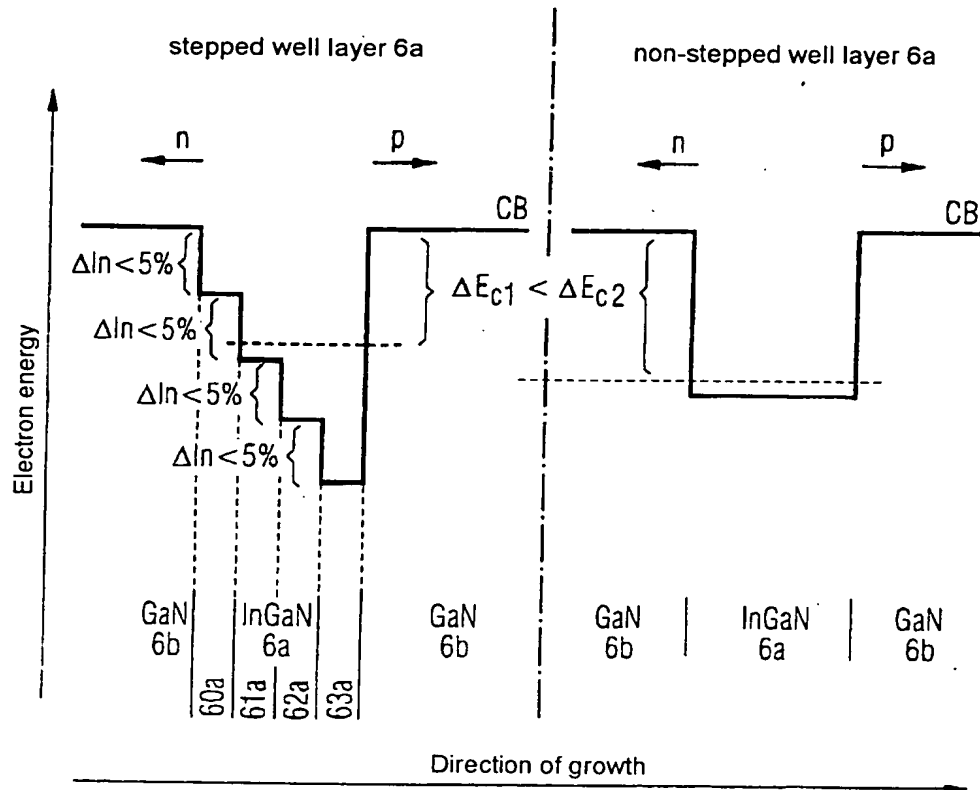 stepped well layer 6a
non-stepped well layer 6a
n
p
n
p
CB
CB
ΔIn<5%
ΔEc1 < ΔEc2
ΔIn<5%
ΔIn<5%
ΔIn<5%
Electron energy
GaN
6b
InGaN
6a
GaN
6b
GaN
6b
InGaN
6a
GaN
6b
60a
61a
62a
63a
Direction of growth